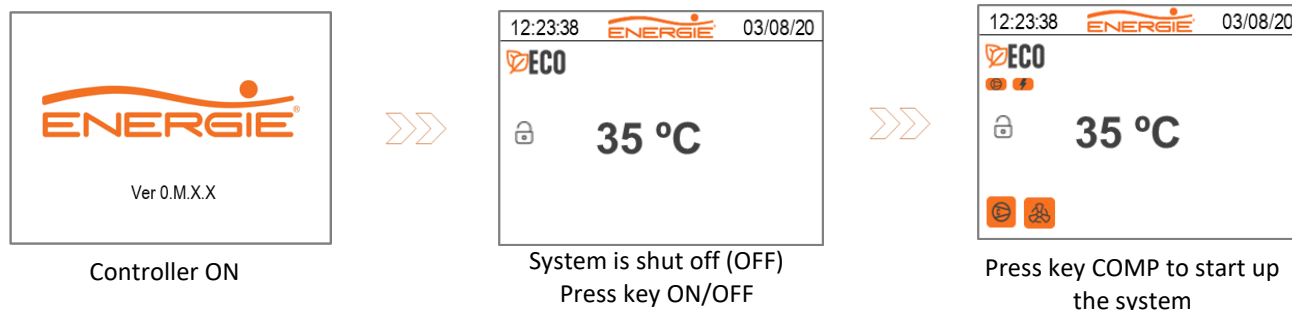 ENERGIE®
Ver 0.M.X.X
Controller ON
12:23:38 ENERGIE 03/08/20
ECO
35 ºC
System is shut off (OFF)
Press key ON/OFF
12:23:38 ENERGIE 03/08/20
ECO
35 ºC
Press key COMP to start up
the system